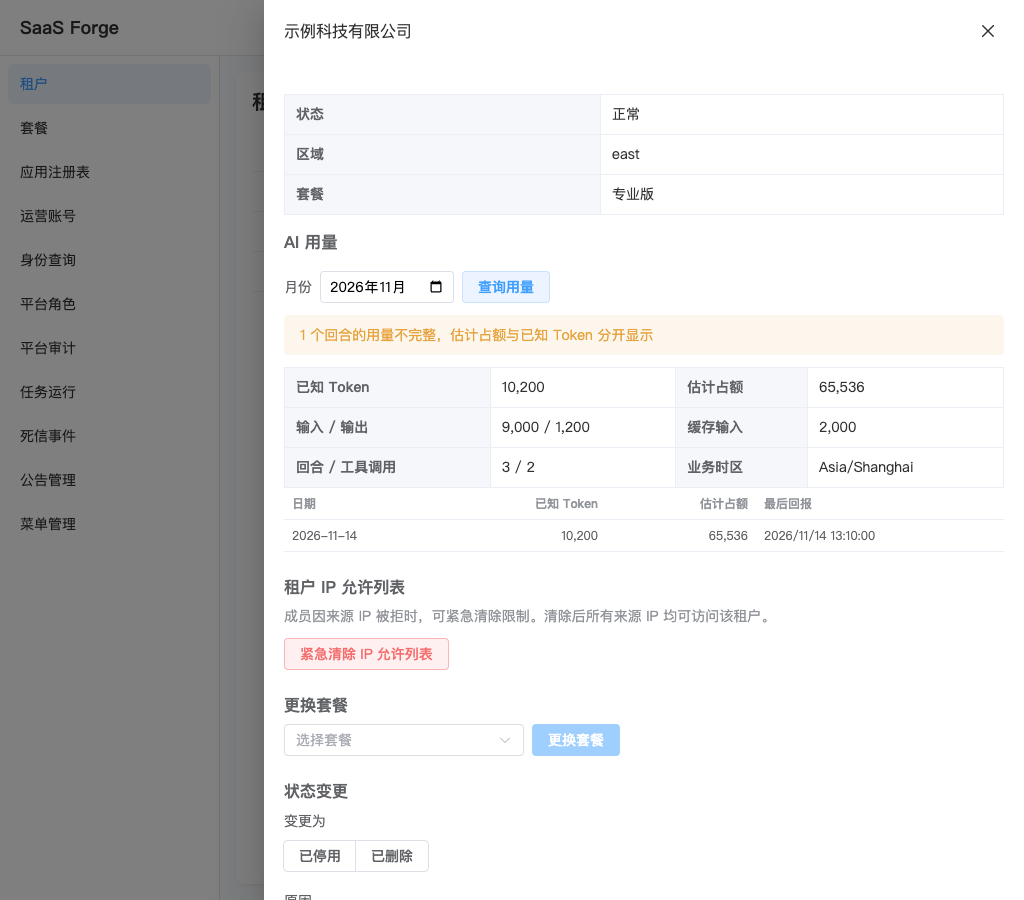 SaaS Forge
租户
套餐
应用注册表
运营账号
身份查询
平台角色
平台审计
任务运行
死信事件
公告管理
菜单管理
示例科技有限公司
状态 正常
区域 east
套餐 专业版
AI 用量
月份 2026年11月 查询用量
1 个回合的用量不完整，估计占额与已知 Token 分开显示
已知 Token 10,200 估计占额 65,536
输入 / 输出 9,000 / 1,200 缓存输入 2,000
回合 / 工具调用 3 / 2 业务时区 Asia/Shanghai
日期 已知 Token 估计占额 最后回报
2026-11-14 10,200 65,536 2026/11/14 13:10:00
租户 IP 允许列表
成员因来源 IP 被拒时，可紧急清除限制。清除后所有来源 IP 均可访问该租户。
紧急清除 IP 允许列表
更换套餐
选择套餐 更换套餐
状态变更
变更为
已停用 已删除